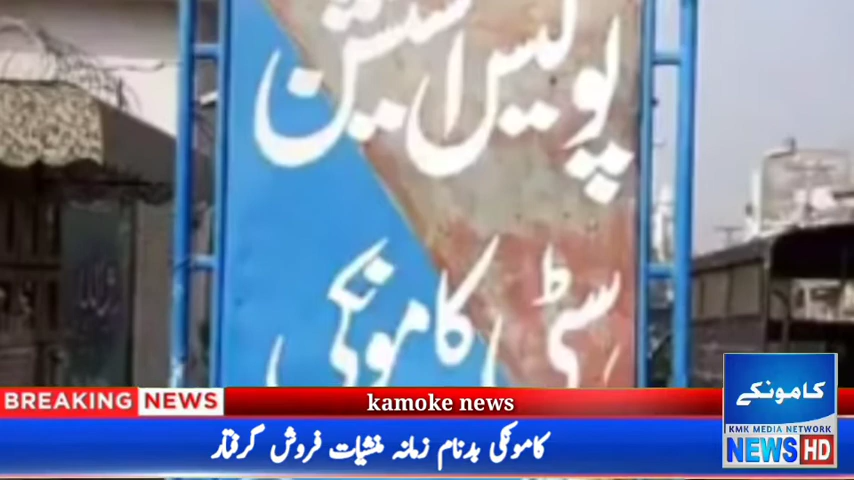 پولیس اسٹیشن
سٹی کامونکی
BREAKING NEWS
kamoke news
کامونکی بدنام زمانہ منشیات فروش گرفتار
کامونکے
KMK MEDIA NETWORK
NEWS HD